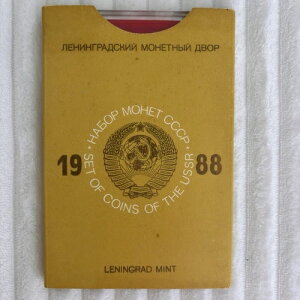 ЛЕНИНГРАДСКИЙ МОНЕТНЫЙ ДВОР
· НАБОР МОНЕТ СССР ·
19 88
SET OF COINS OF THE USSR
LENINGRAD MINT